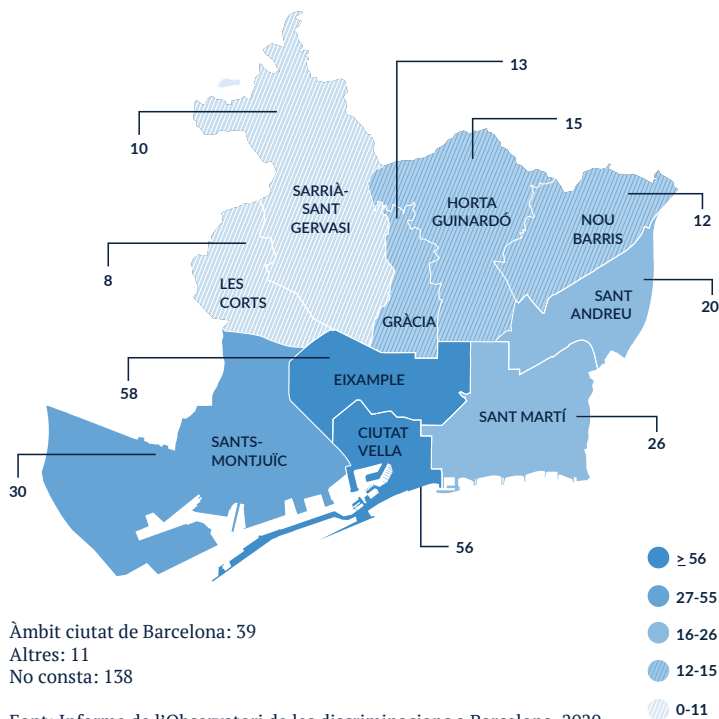 13
15
10
SARRIÀ-
SANT
GERVASI
HORTA
GUINARDÓ
NOU
BARRIS
12
8
LES
CORTS
SANT
ANDREU
20
GRÀCIA
58
EIXAMPLE
SANT MARTÍ
26
CIUTAT
VELLA
SANTS-
MONTJUÏC
30
56
≥ 56
27-55
16-26
12-15
0-11
Àmbit ciutat de Barcelona: 39
Altres: 11
No consta: 138